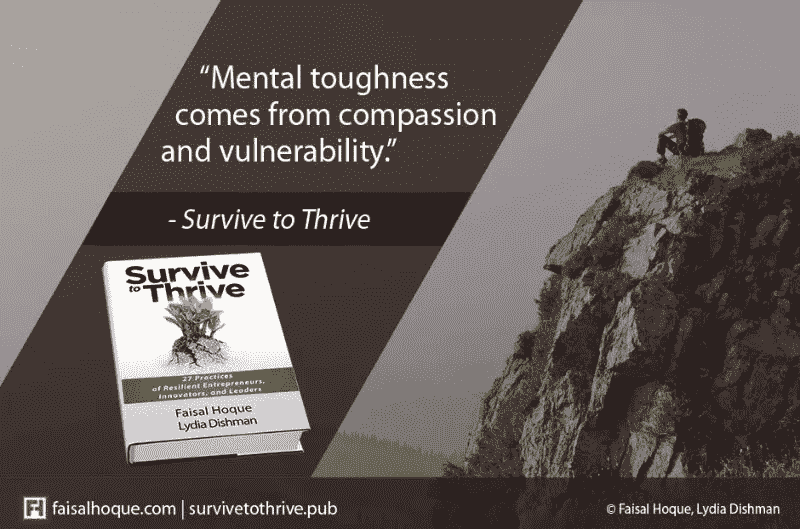 “Mental toughness
comes from compassion
and vulnerability.”
- Survive to Thrive
Survive
to Thrive
27 Practices
of Resilient Entrepreneurs,
Innovators, and Leaders
Faisal Hoque
Lydia Dishman
FH faisalhoque.com | survivetothrive.pub
© Faisal Hoque, Lydia Dishman